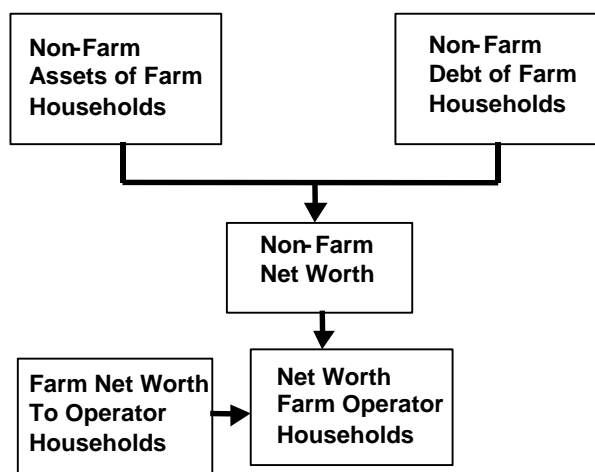 Non-Farm
Assets of Farm
Households
Non-Farm
Debt of Farm
Households
Non-Farm
Net Worth
Farm Net Worth
To Operator
Households
Net Worth
Farm Operator
Households